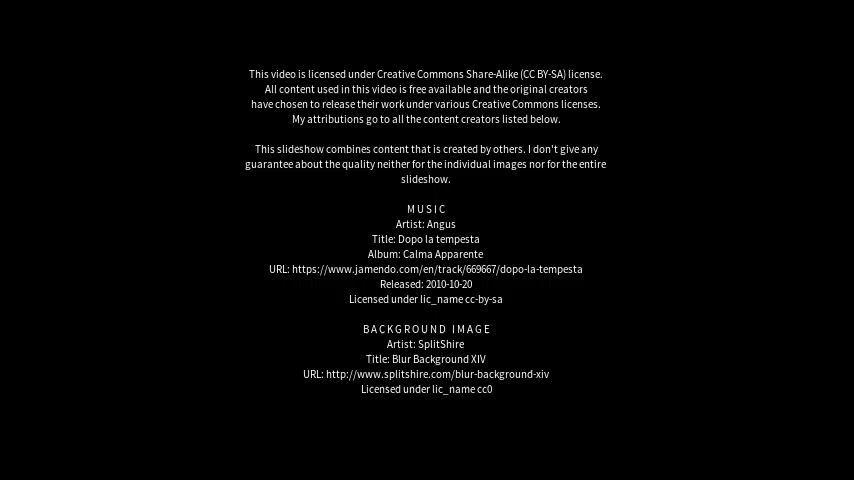 This video is licensed under Creative Commons Share-Alike (CC BY-SA) license.
All content used in this video is free available and the original creators
have chosen to release their work under various Creative Commons licenses.
My attributions go to all the content creators listed below.
This slideshow combines content that is created by others. I don't give any
guarantee about the quality neither for the individual images nor for the entire
slideshow.
MUSIC
Artist: Angus
Title: Dopo la tempesta
Album: Calma Apparente
URL: https://www.jamendo.com/en/track/669667/dopo-la-tempesta
Released: 2010-10-20
Licensed under lic_name cc-by-sa
BACKGROUND IMAGE
Artist: SplitShire
Title: Blur Background XIV
URL: http://www.splitshire.com/blur-background-xiv
Licensed under lic_name cc0